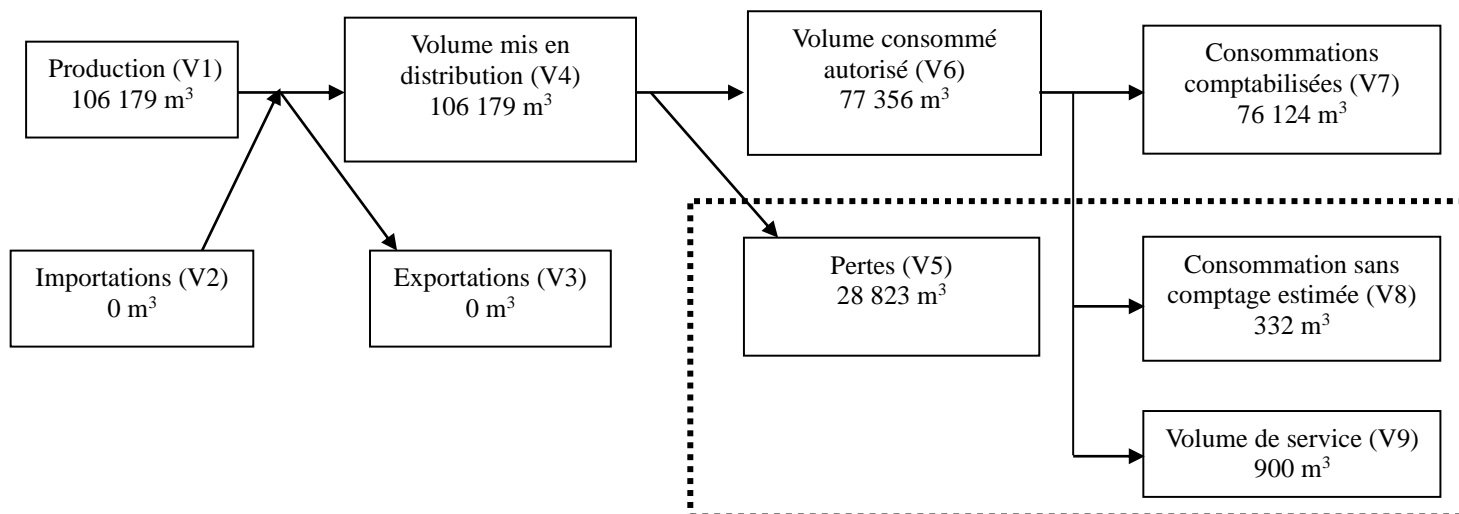 Production (V1)
106 179 m³
Volume mis en
distribution (V4)
106 179 m³
Volume consommé
autorisé (V6)
77 356 m³
Consommations
comptabilisées (V7)
76 124 m³
Importations (V2)
0 m³
Exportations (V3)
0 m³
Pertes (V5)
28 823 m³
Consommation sans
comptage estimée (V8)
332 m³
Volume de service (V9)
900 m³